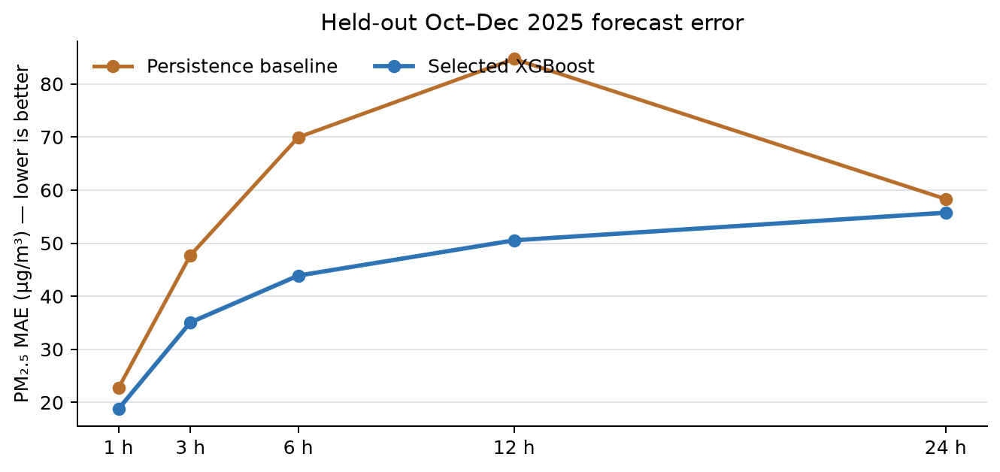 Held-out Oct–Dec 2025 forecast error
Persistence baseline
Selected XGBoost
PM₂.₅ MAE (µg/m³) — lower is better
80
70
60
50
40
30
20
1 h
3 h
6 h
12 h
24 h